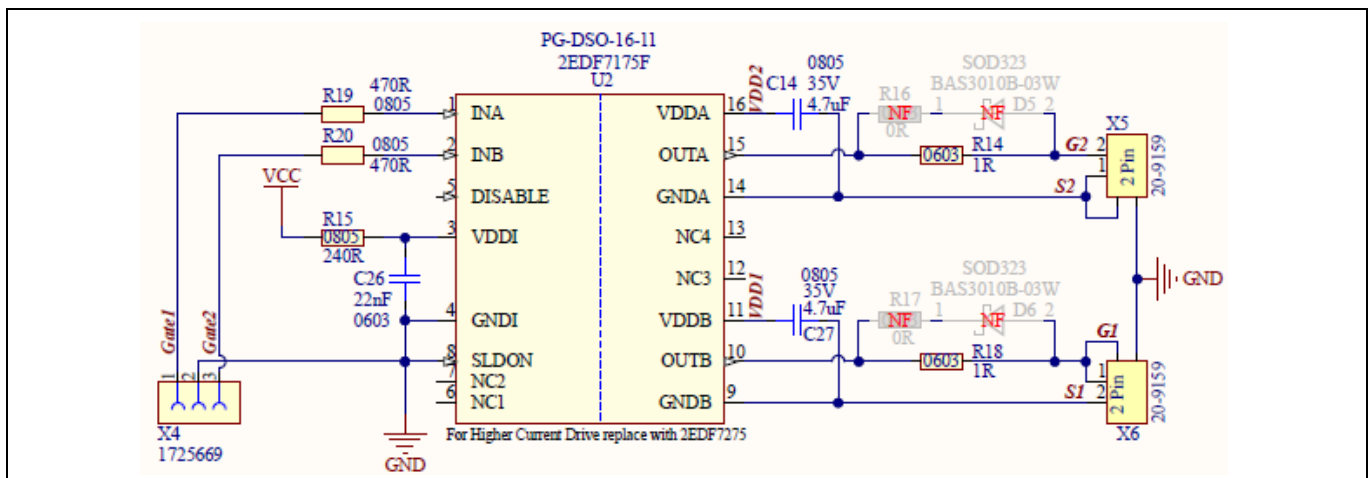 PG-DSO-16-11
2EDF7175F
U2
R19
470R
0805
R20
0805
470R
VCC
R15
0805
240R
C26
22nF
0603
Gate1
Gate2
1
2
3
X4
1725669
GND
1
INA
2
INB
5
DISABLE
3
VDDI
4
GNDI
8
SLDON
7
NC2
6
NC1
VDDA
16
OUTA
15
GNDA
14
NC4
13
NC3
12
VDDB
11
OUTB
10
GNDB
9
For Higher Current Drive replace with 2EDF7275
VDD2
C14
0805
35V
4.7uF
R16
NF
0R
SOD323
BAS3010B-03W
1
NF
D5
2
0603
R14
1R
G2
S2
X5
2
1
2 Pin
20-9159
GND
VDD1
0805
35V
4.7uF
C27
R17
NF
0R
SOD323
BAS3010B-03W
1
NF
D6
2
0603
R18
1R
G1
S1
1
2
2 Pin
20-9159
X6